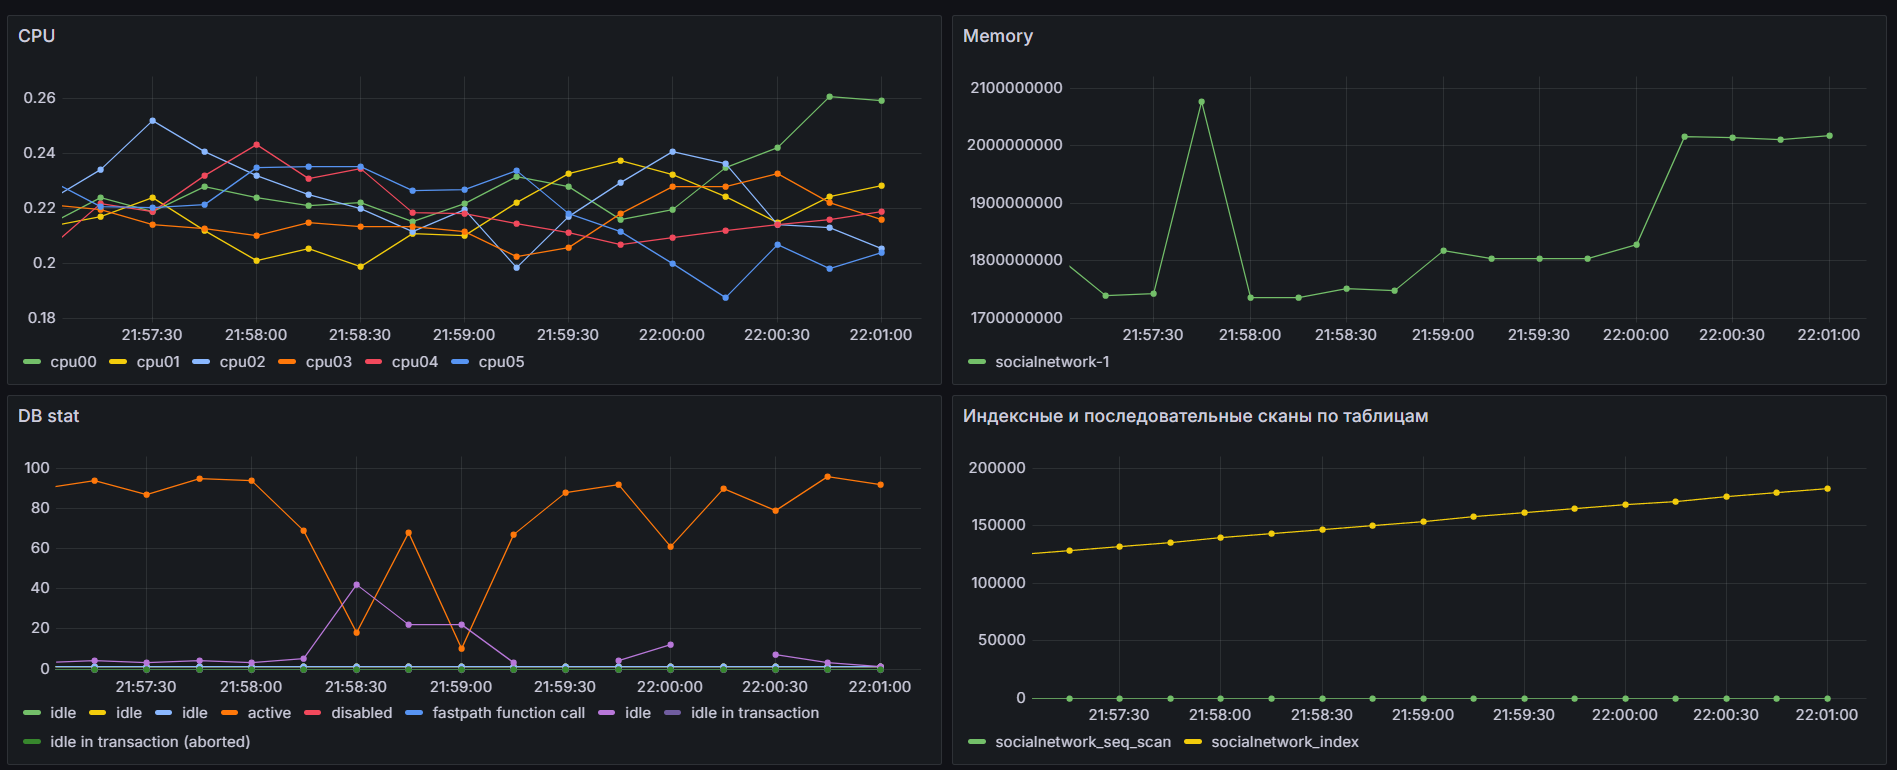 CPU
0.26
0.24
0.22
0.2
0.18
21:57:30 21:58:00 21:58:30 21:59:00 21:59:30 22:00:00 22:00:30 22:01:00
cpu00 cpu01 cpu02 cpu03 cpu04 cpu05
Memory
2100000000
2000000000
1900000000
1800000000
1700000000
21:57:30 21:58:00 21:58:30 21:59:00 21:59:30 22:00:00 22:00:30 22:01:00
socialnetwork-1
DB stat
100
80
60
40
20
0
21:57:30 21:58:00 21:58:30 21:59:00 21:59:30 22:00:00 22:00:30 22:01:00
idle idle idle active disabled fastpath function call idle idle in transaction
idle in transaction (aborted)
Индексные и последовательные сканы по таблицам
200000
150000
100000
50000
0
21:57:30 21:58:00 21:58:30 21:59:00 21:59:30 22:00:00 22:00:30 22:01:00
socialnetwork_seq_scan socialnetwork_index